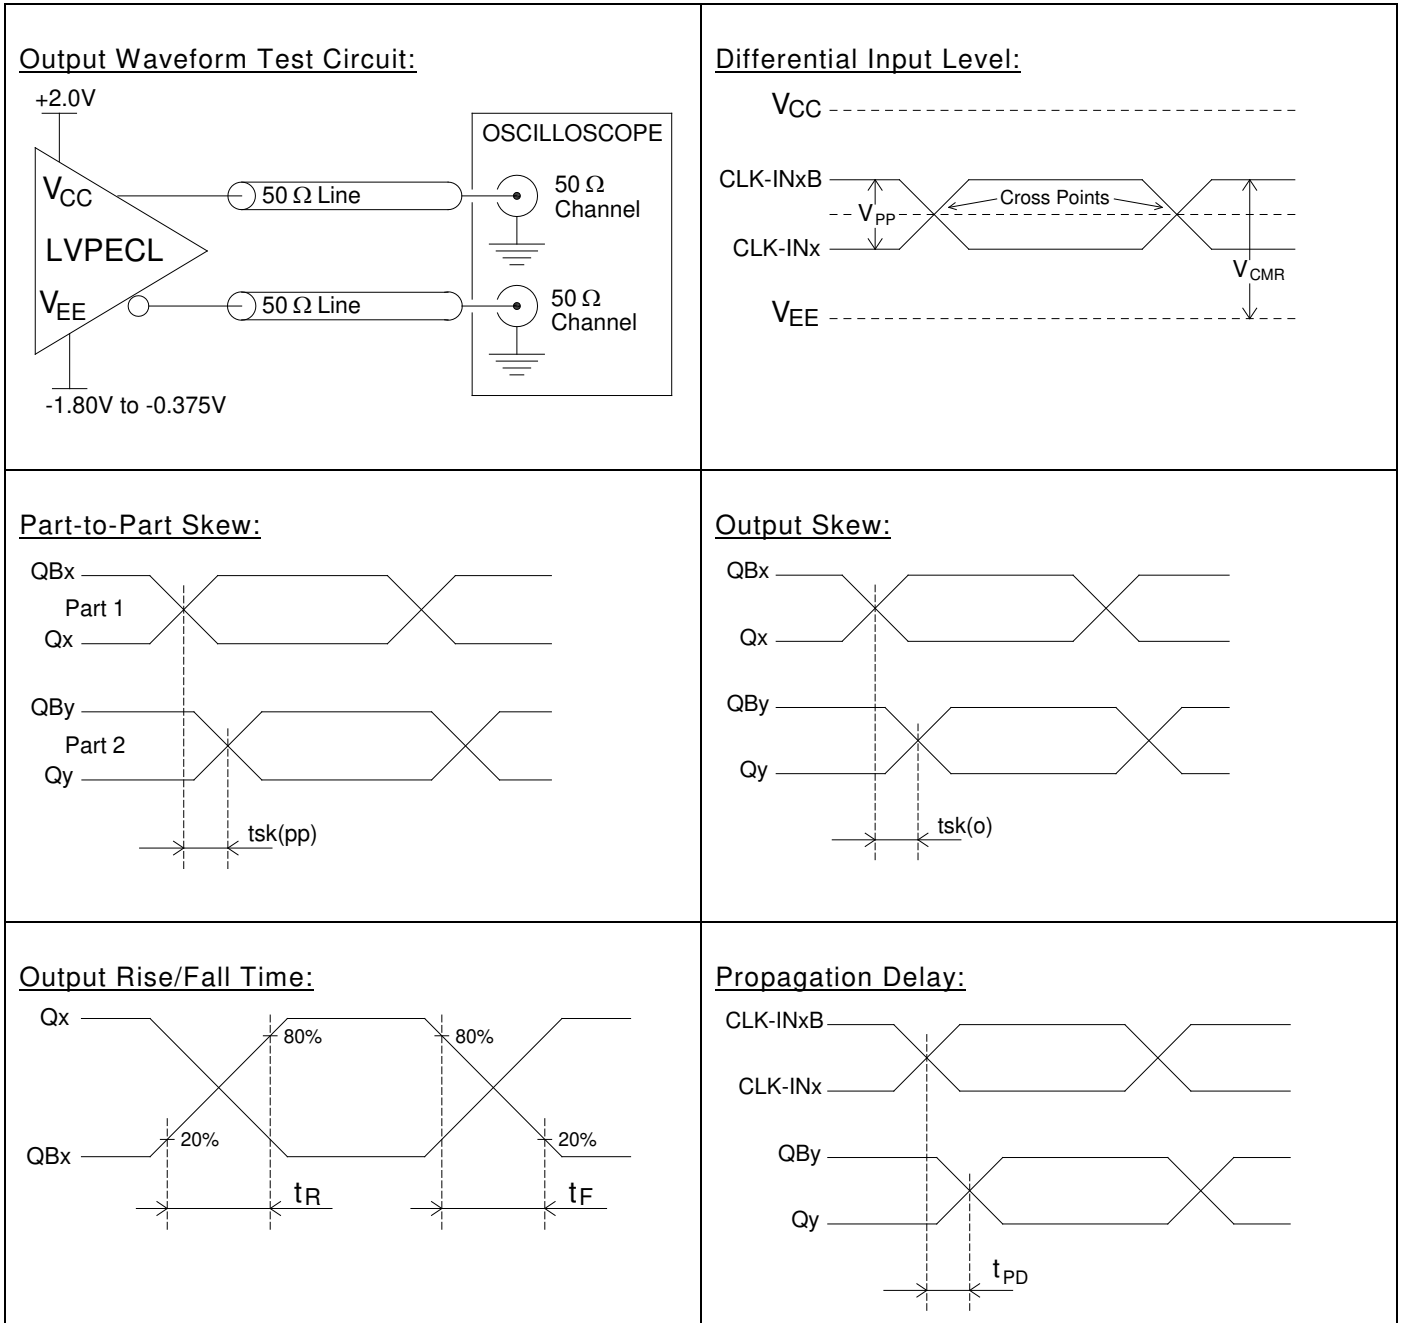 Output Waveform Test Circuit:
+2.0V
VCC
LVPECL
VEE
-1.80V to -0.375V
50 Ω Line
50 Ω Line
OSCILLOSCOPE
50 Ω
Channel
50 Ω
Channel
Differential Input Level:
VCC
CLK-INxB
VPP
Cross Points
CLK-INx
VCMR
VEE
Part-to-Part Skew:
QBx
Part 1
Qx
QBy
Part 2
Qy
tsk(pp)
Output Skew:
QBx
Qx
QBy
Qy
tsk(o)
Output Rise/Fall Time:
Qx
80%
80%
20%
20%
QBx
tR
tF
Propagation Delay:
CLK-INxB
CLK-INx
QBy
Qy
tPD